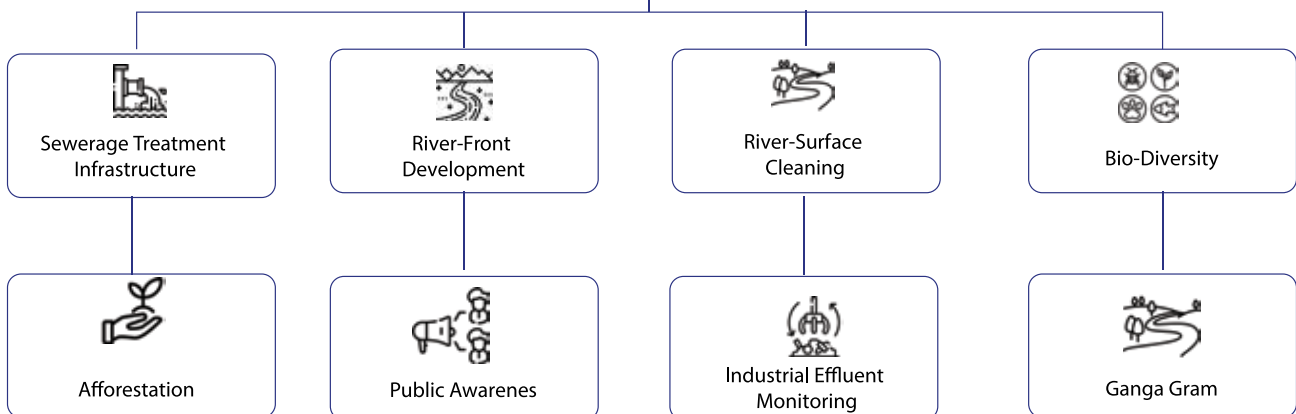 Sewerage Treatment
Infrastructure
River-Front
Development
River-Surface
Cleaning
Bio-Diversity
Afforestation
Public Awarenes
Industrial Effluent
Monitoring
Ganga Gram